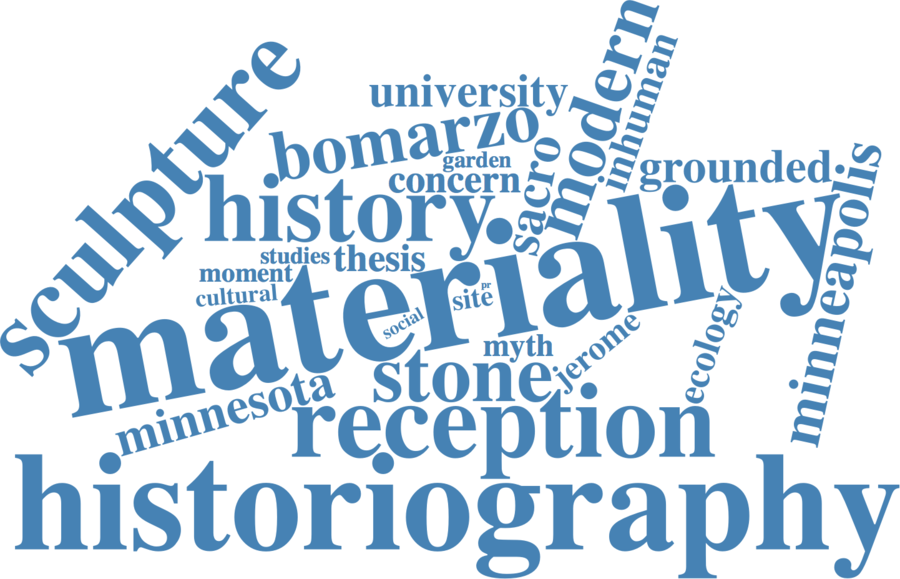 sculpture
modern
inhuman
university
bomarzo
garden
concern
sacro
grounded
minneapolis
history
studies
thesis
moment
cultural
materiality
social
site
pr
myth
jerome
ecology
stone
minnesota
reception
historiography